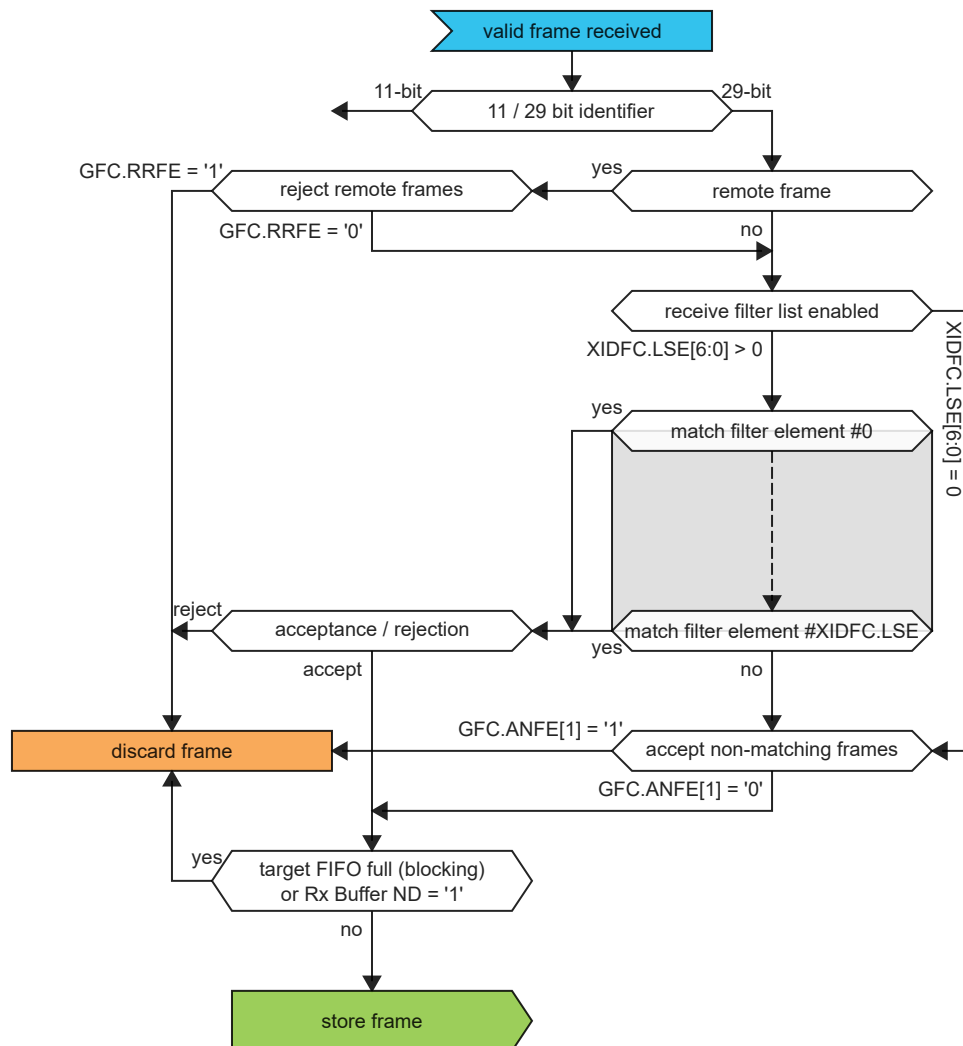 valid frame received
11-bit
29-bit
11 / 29 bit identifier
GFC.RRFE = '1'
yes
reject remote frames
remote frame
GFC.RRFE = '0'
no
receive filter list enabled
XIDFC.LSE[6:0] > 0
XIDFC.LSE[6:0] = 0
yes
match filter element #0
reject
acceptance / rejection
match filter element #XIDFC.LSE
yes
accept
no
GFC.ANFE[1] = '1'
discard frame
accept non-matching frames
GFC.ANFE[1] = '0'
yes
target FIFO full (blocking)
or Rx Buffer ND = '1'
no
store frame